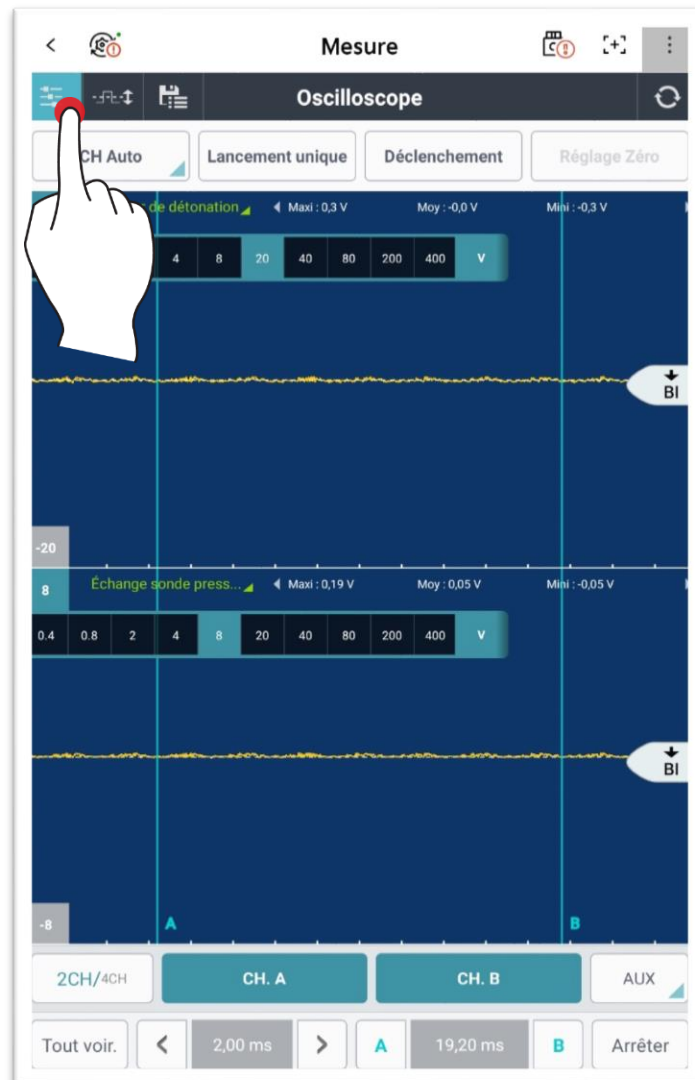 Mesure
Oscilloscope
CH Auto Lancement unique Déclenchement Réglage Zéro
de détonation Maxi : 0,3 V Moy : -0,0 V Mini : -0,3 V
4 8 20 40 80 200 400 V
BI
-20
8 Échange sonde press... Maxi : 0,19 V Moy : 0,05 V Mini : -0,05 V
0.4 0.8 2 4 8 20 40 80 200 400 V
BI
-8 A B
2CH/4CH CH. A CH. B AUX
Tout voir. < 2,00 ms > A 19,20 ms B Arrêter